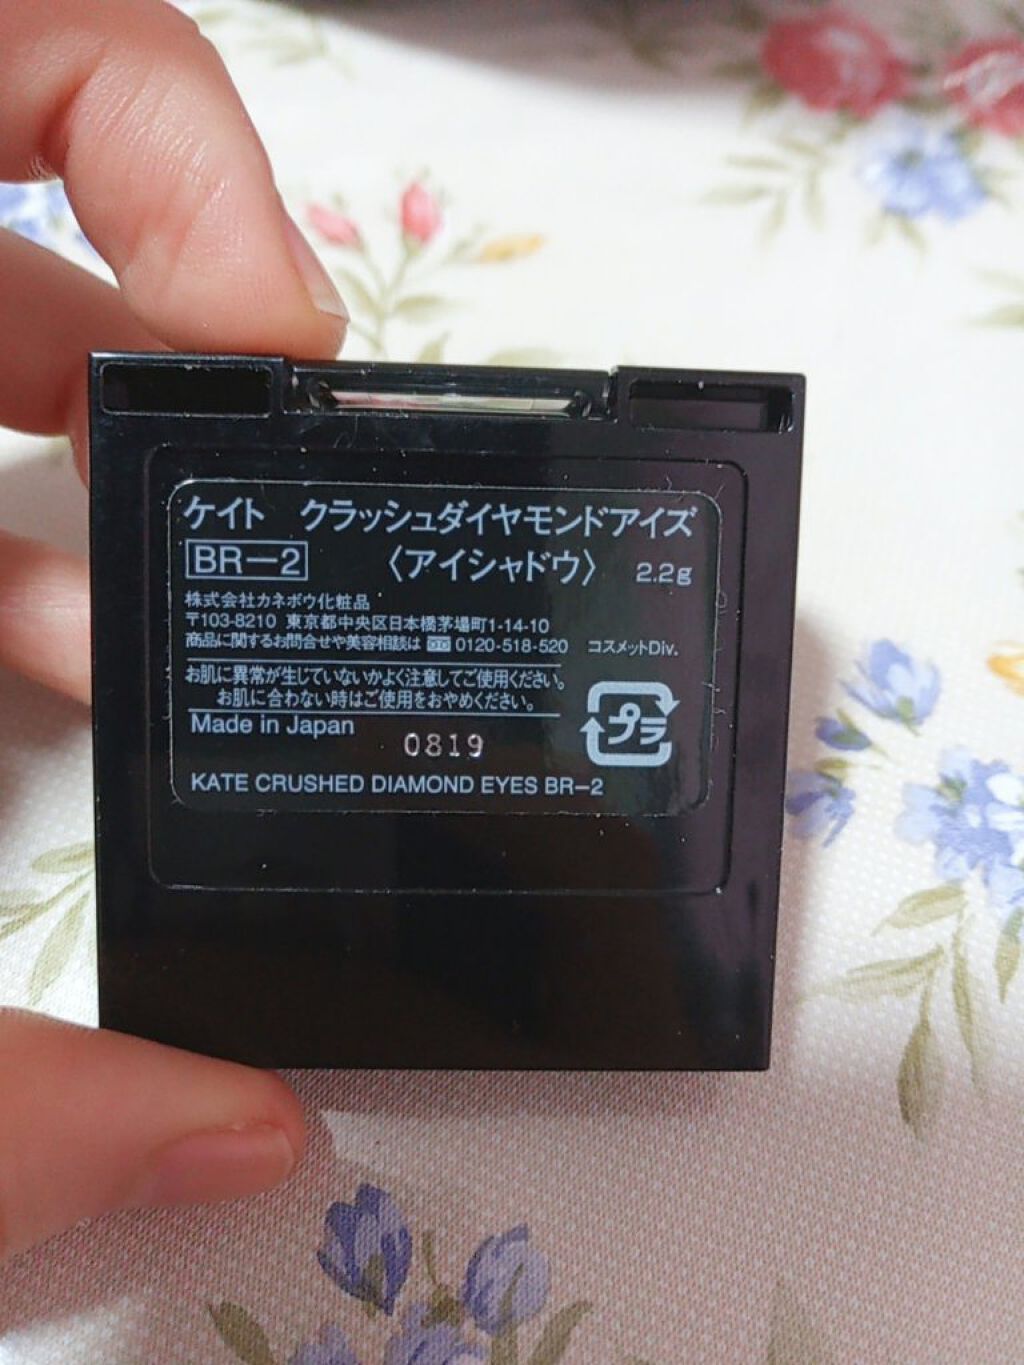 ケイト　クラッシュダイヤモンドアイズ
BR－2　〈アイシャドウ〉　2.2g
株式会社カネボウ化粧品
〒103-8210 東京都中央区日本橋茅場町1-14-10
商品に関するお問合せや美容相談は 0120-518-520　コスメットDiv.
お肌に異常が生じていないかよく注意してご使用ください。
お肌に合わない時はご使用をおやめください。
プラ
Made in Japan
0819
KATE CRUSHED DIAMOND EYES BR－2